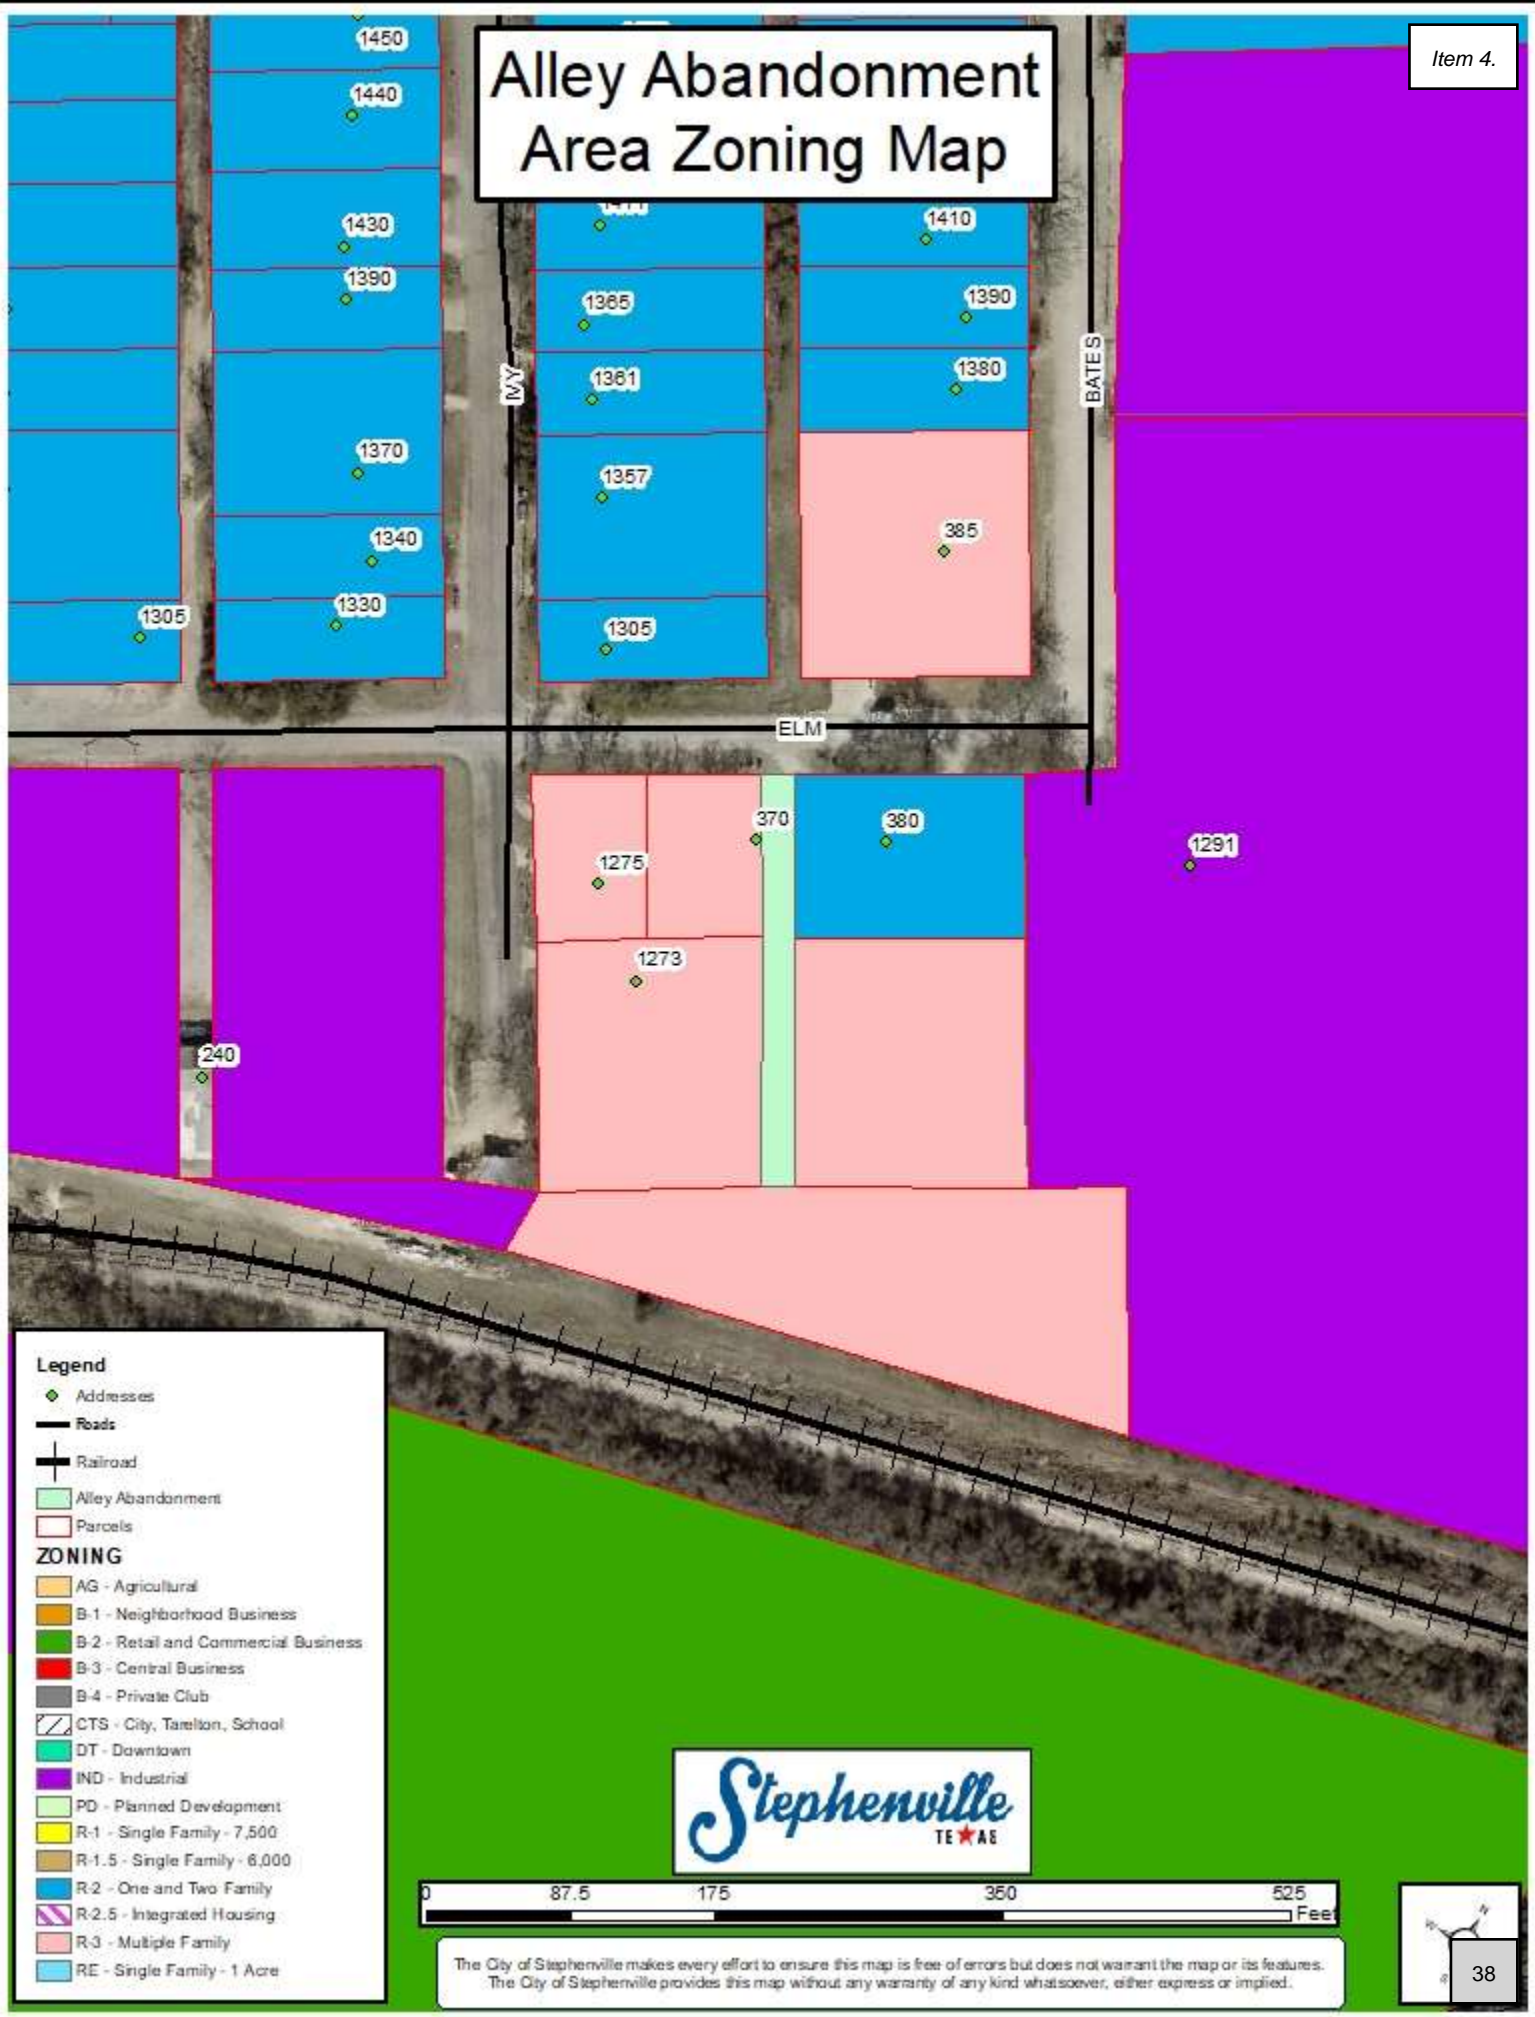 Alley Abandonment
Area Zoning Map
Item 4.
1450
1440
1430
1410
1390
1365
1390
1361
1380
IVY
BATES
1370
1357
385
1340
1330
1305
1305
ELM
370
380
1275
1291
1273
240
Legend
Addresses
Roads
Railroad
Alley Abandonment
Parcels
ZONING
AG - Agricultural
B-1 - Neighborhood Business
B-2 - Retail and Commercial Business
B-3 - Central Business
B-4 - Private Club
CTS - City, Tarelton, School
DT - Downtown
IND - Industrial
PD - Planned Development
R-1 - Single Family - 7,500
R-1.5 - Single Family - 6,000
R-2 - One and Two Family
R-2.5 - Integrated Housing
R-3 - Multiple Family
RE - Single Family - 1 Acre
Stephenville
TEXAS
0 87.5 175 350 525
Feet
The City of Stephenville makes every effort to ensure this map is free of errors but does not warrant the map or its features.
The City of Stephenville provides this map without any warranty of any kind whatsoever, either express or implied.
N
38